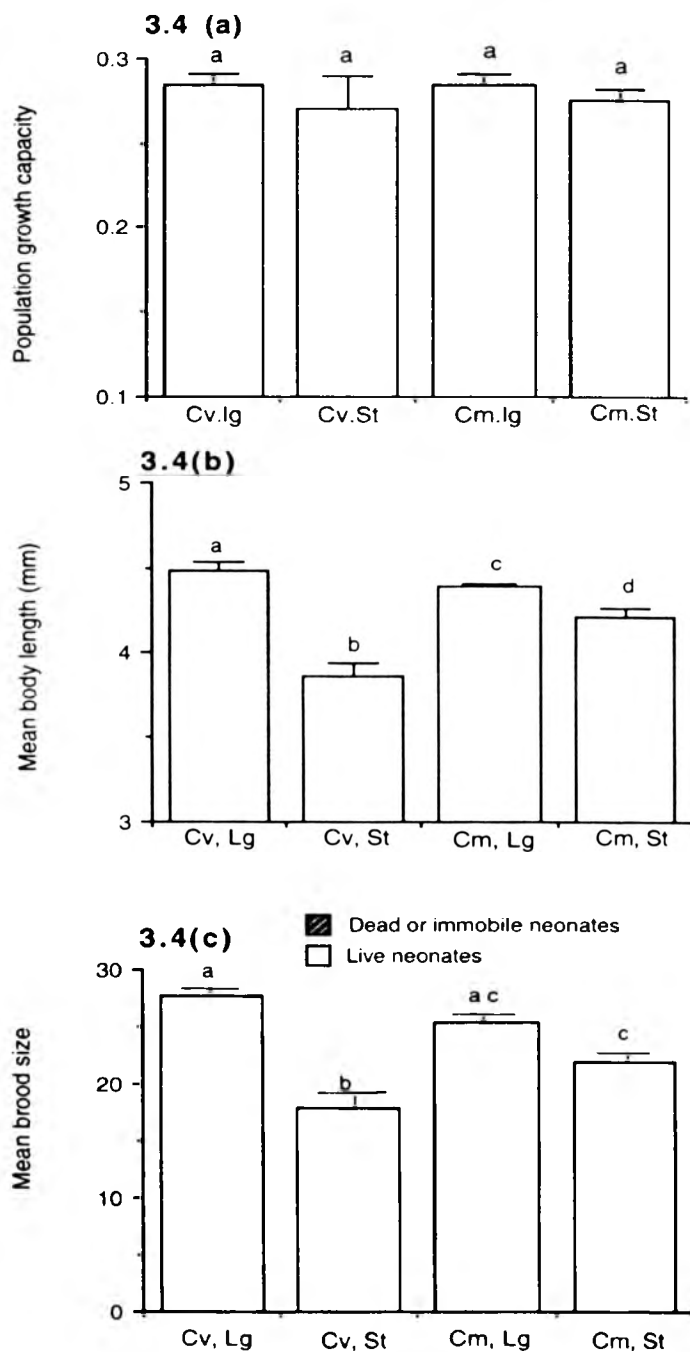 3.4 (a)
Population growth capacity
0.3
0.2
0.1
a
a
a
a
Cv.lg
Cv.St
Cm.lg
Cm.St
3.4(b)
Mean body length (mm)
5
4
3
a
b
c
d
Cv, Lg
Cv, St
Cm, Lg
Cm, St
3.4(c)
Dead or immobile neonates
Live neonates
Mean brood size
30
20
10
0
a
b
a c
c
Cv, Lg
Cv, St
Cm, Lg
Cm, St